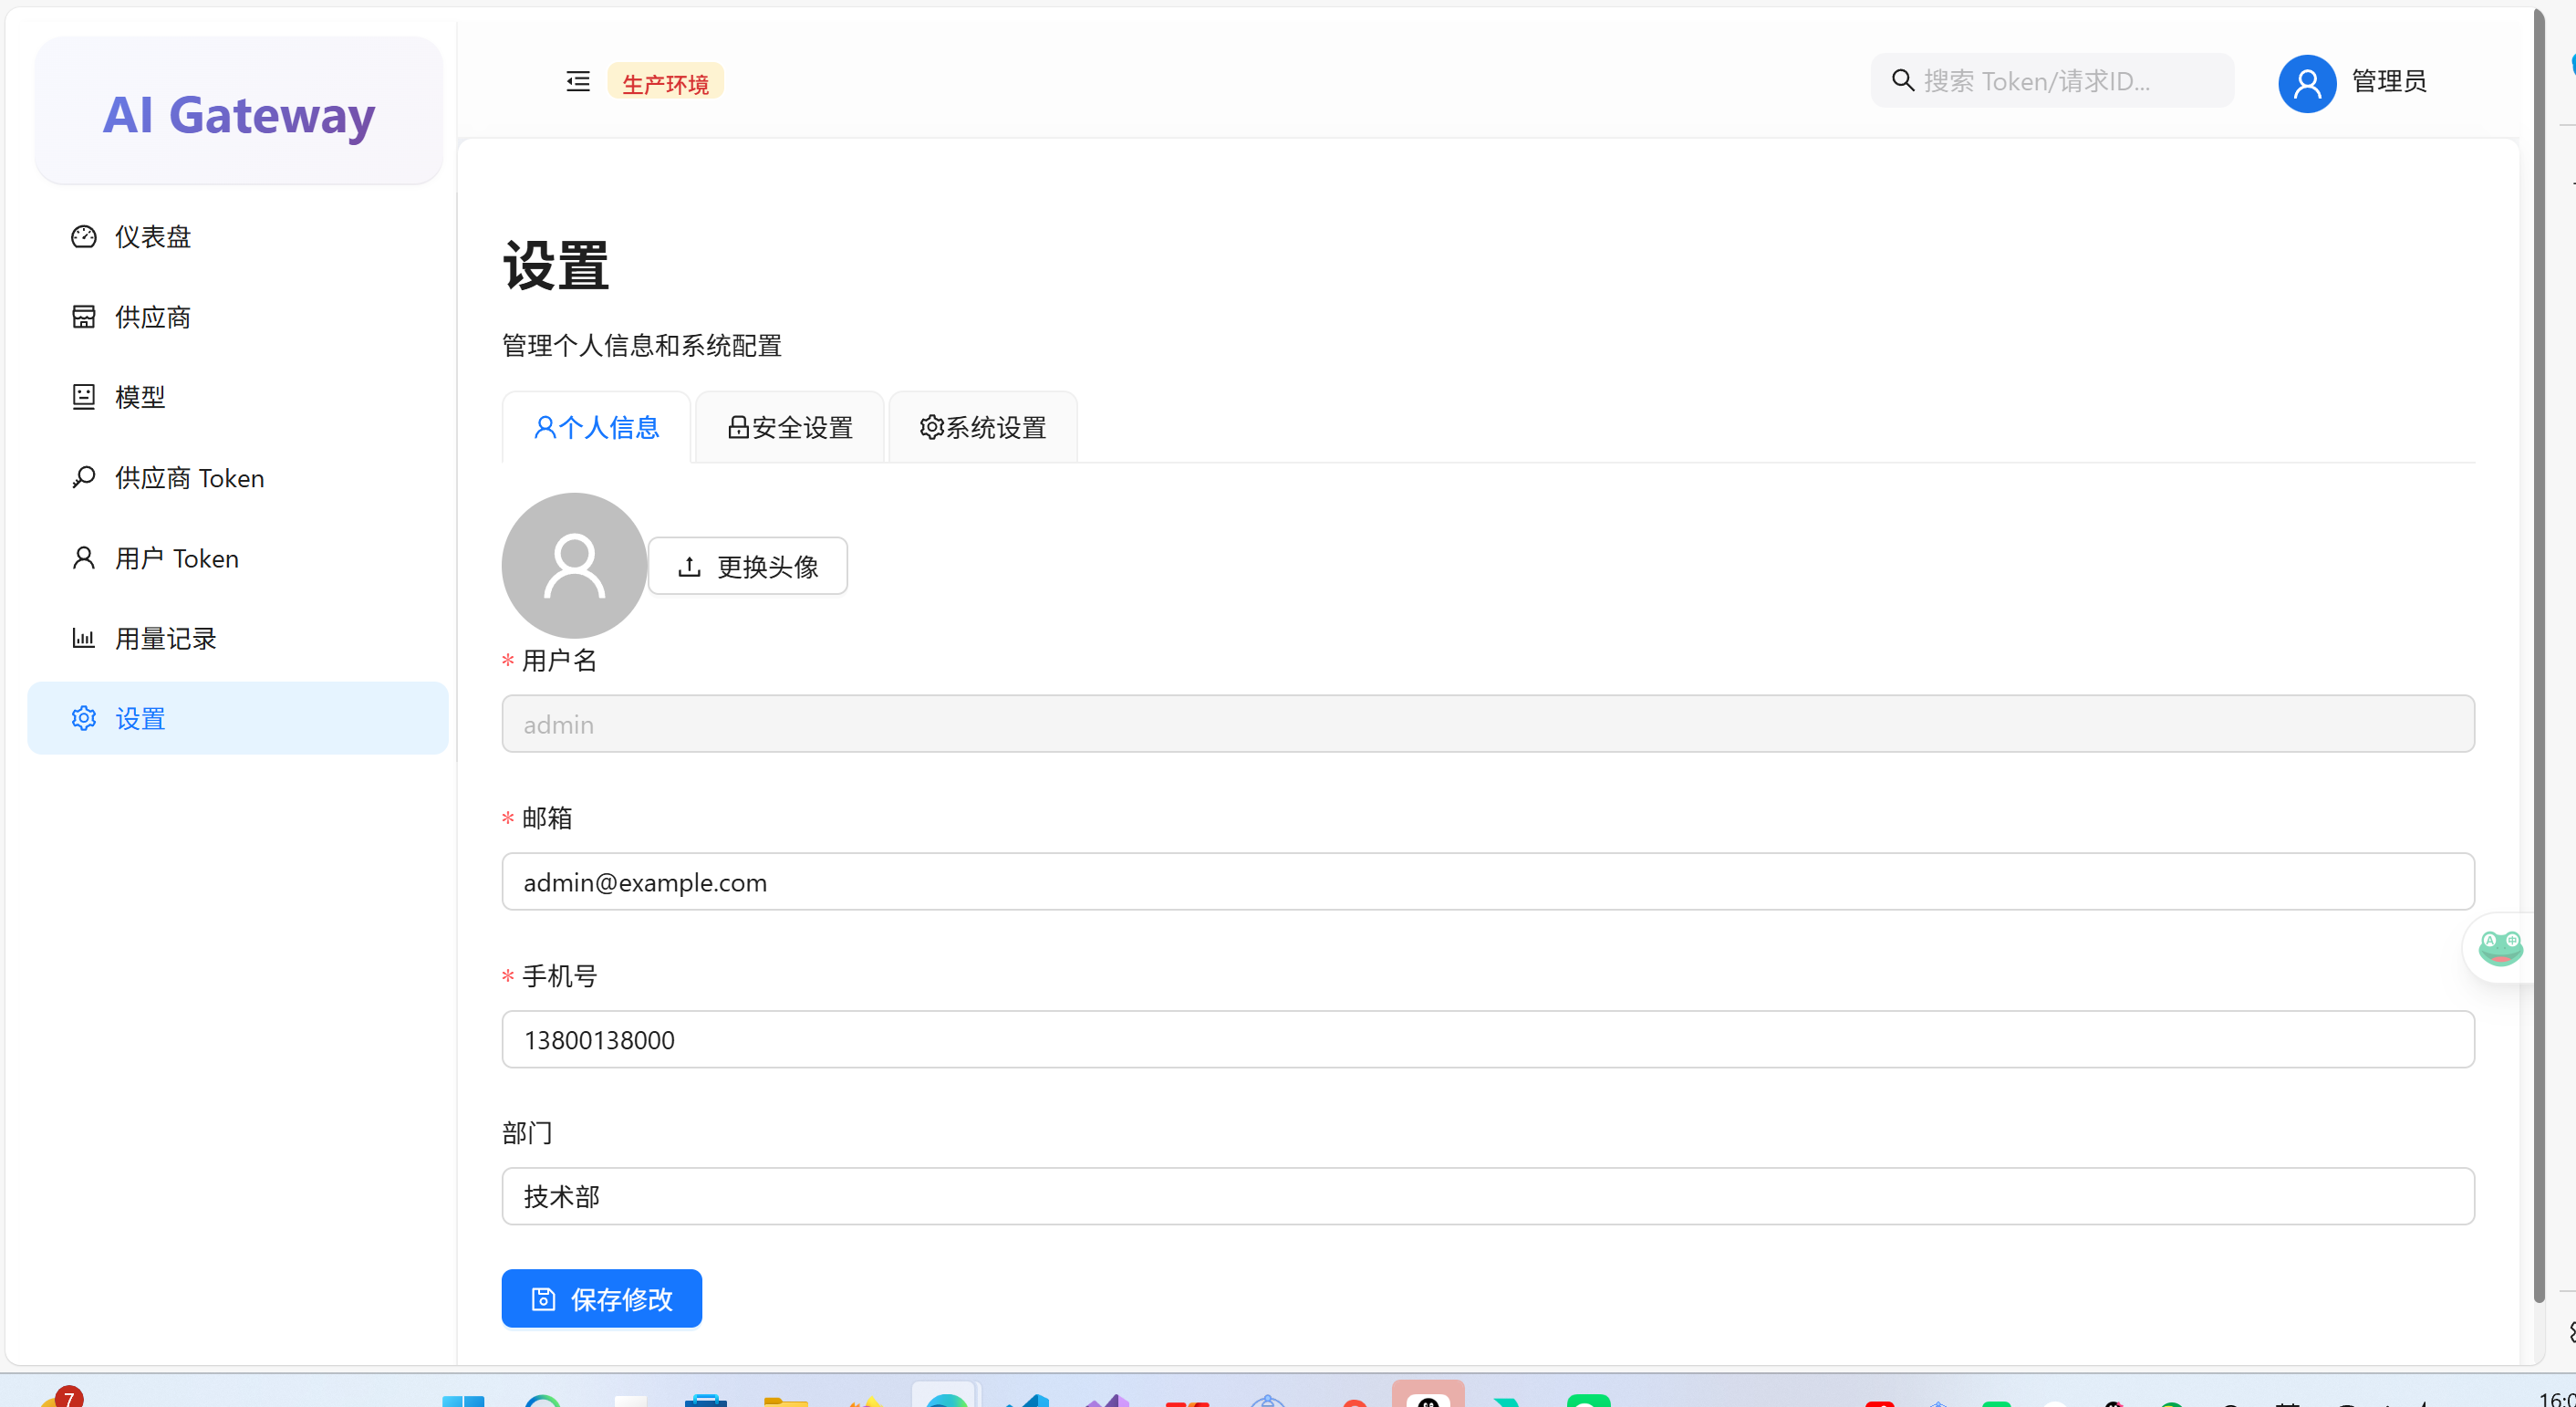 AI Gateway
仪表盘
供应商
模型
供应商 Token
用户 Token
用量记录
设置
生产环境
搜索 Token/请求ID...
管理员
设置
管理个人信息和系统配置
个人信息
安全设置
系统设置
更换头像
* 用户名
admin
* 邮箱
admin@example.com
* 手机号
13800138000
部门
技术部
保存修改
A 中
7